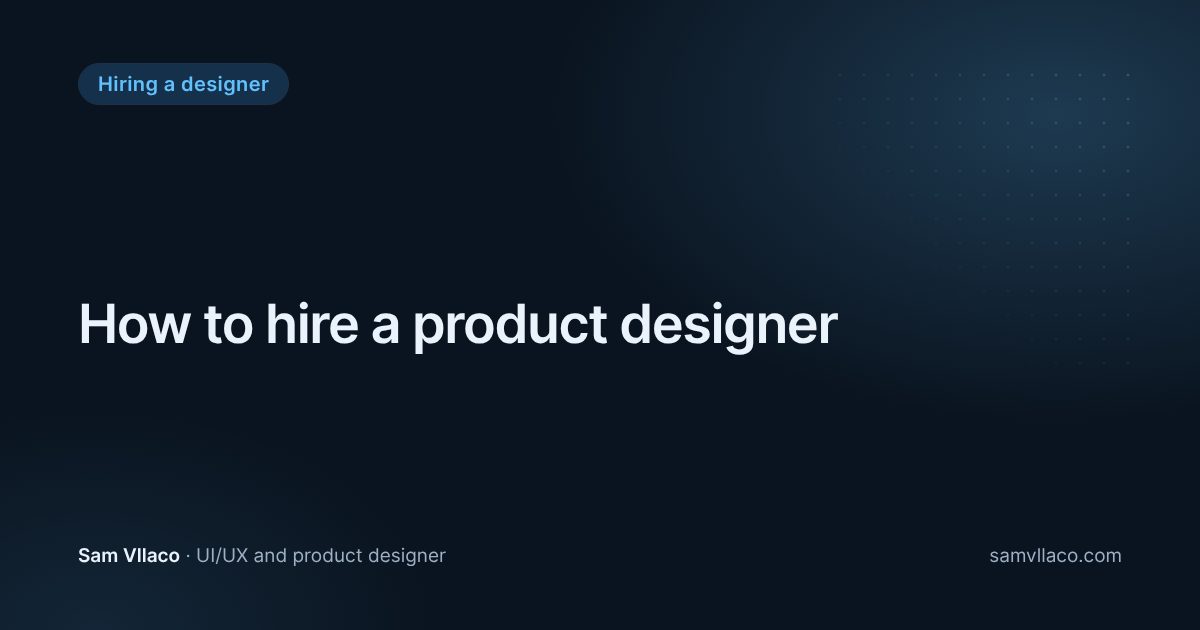 Hiring a designer
How to hire a product designer
Sam Vllaco · UI/UX and product designer
samvllaco.com